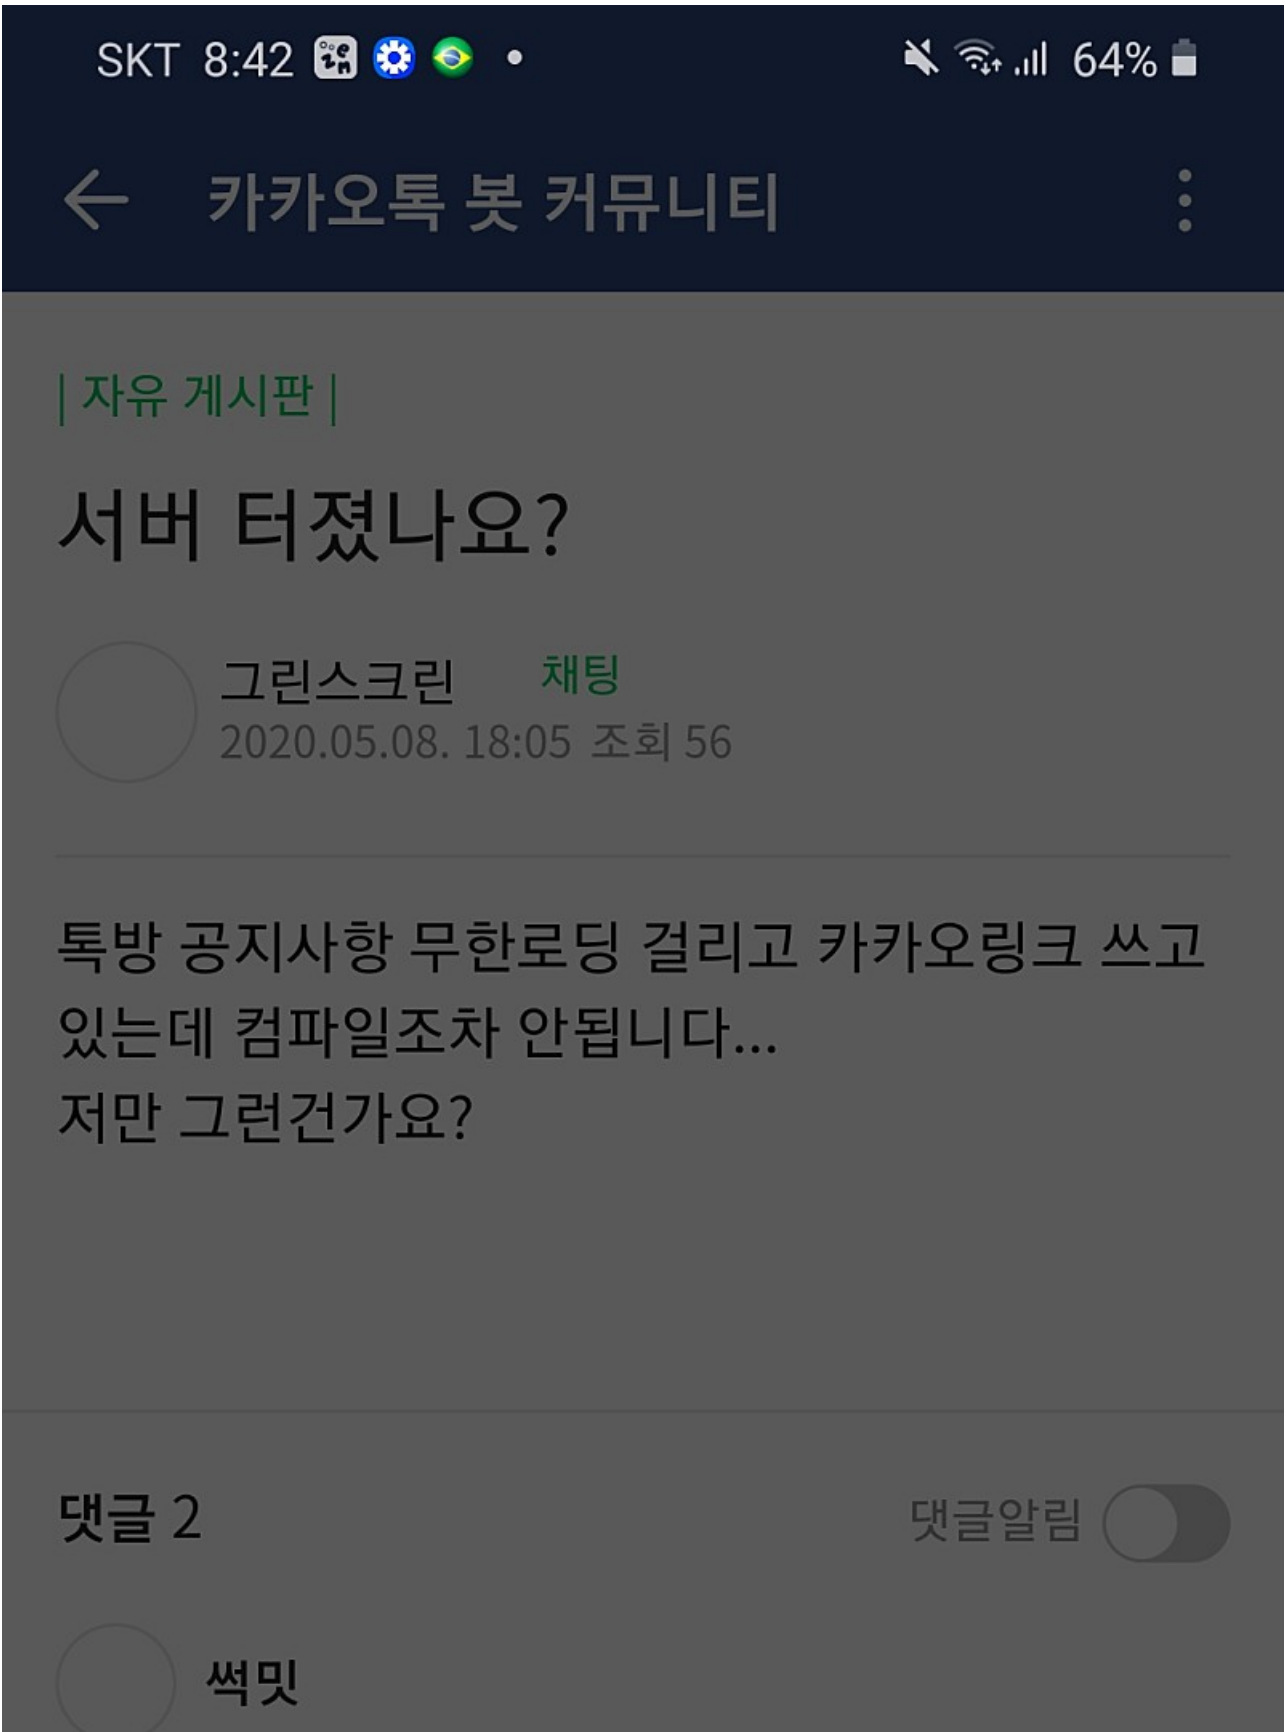 SKT 8:42 64%
카카오톡 봇 커뮤니티
| 자유 게시판 |
서버 터졌나요?
그린스크린 채팅
2020.05.08. 18:05 조회 56
톡방 공지사항 무한로딩 걸리고 카카오링크 쓰고
있는데 컴파일조차 안됩니다...
저만 그런건가요?
댓글 2 댓글알림
썩밋